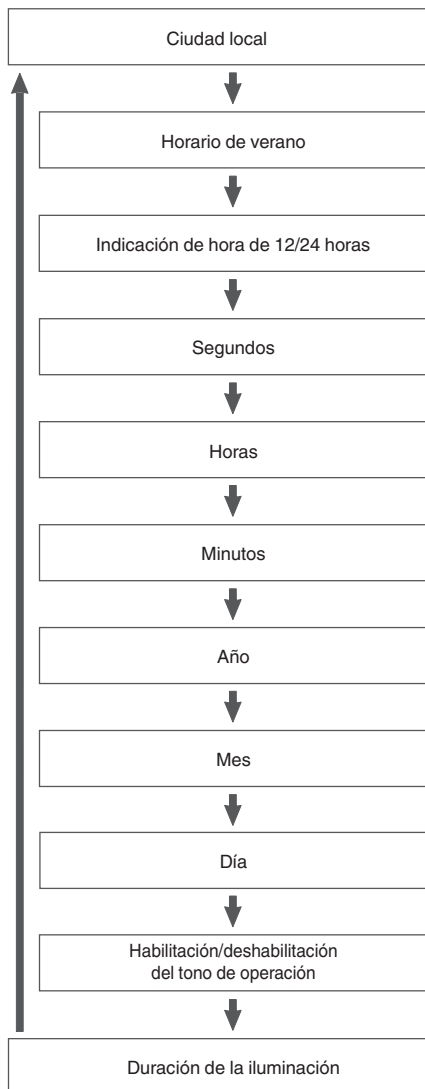 Ciudad local
Horario de verano
Indicación de hora de 12/24 horas
Segundos
Horas
Minutos
Año
Mes
Día
Habilitación/deshabilitación
del tono de operación
Duración de la iluminación